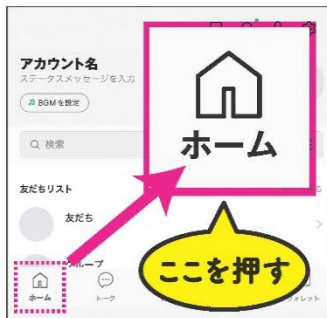 アカウント名
ステータスメッセージを入力
BGMを設定
検索
ホーム
友だちリスト
友だち
グループ
ここを押す
ホーム
トーク